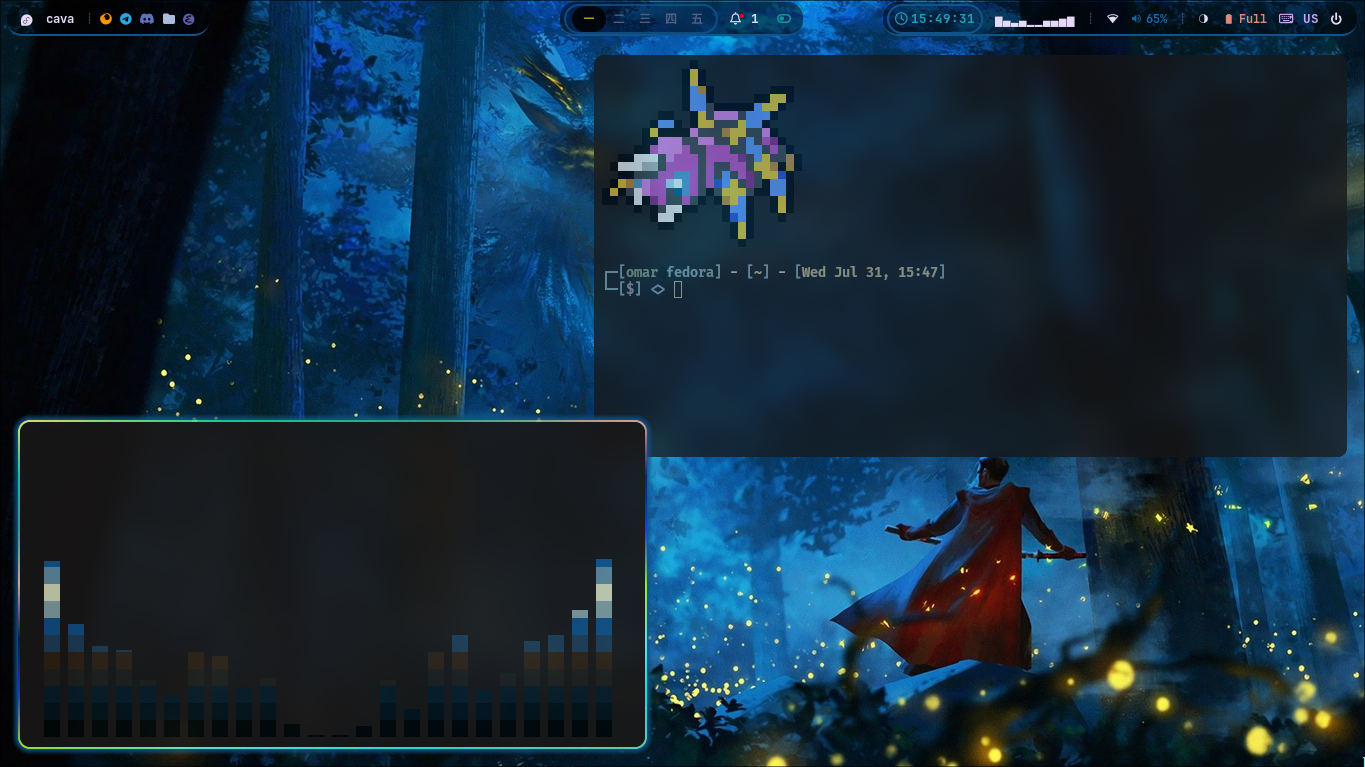 cava 一 二 三 四 五 1 15:49:31 65% Full US
[omar fedora] - [~] - [Wed Jul 31, 15:47]
[$] <>